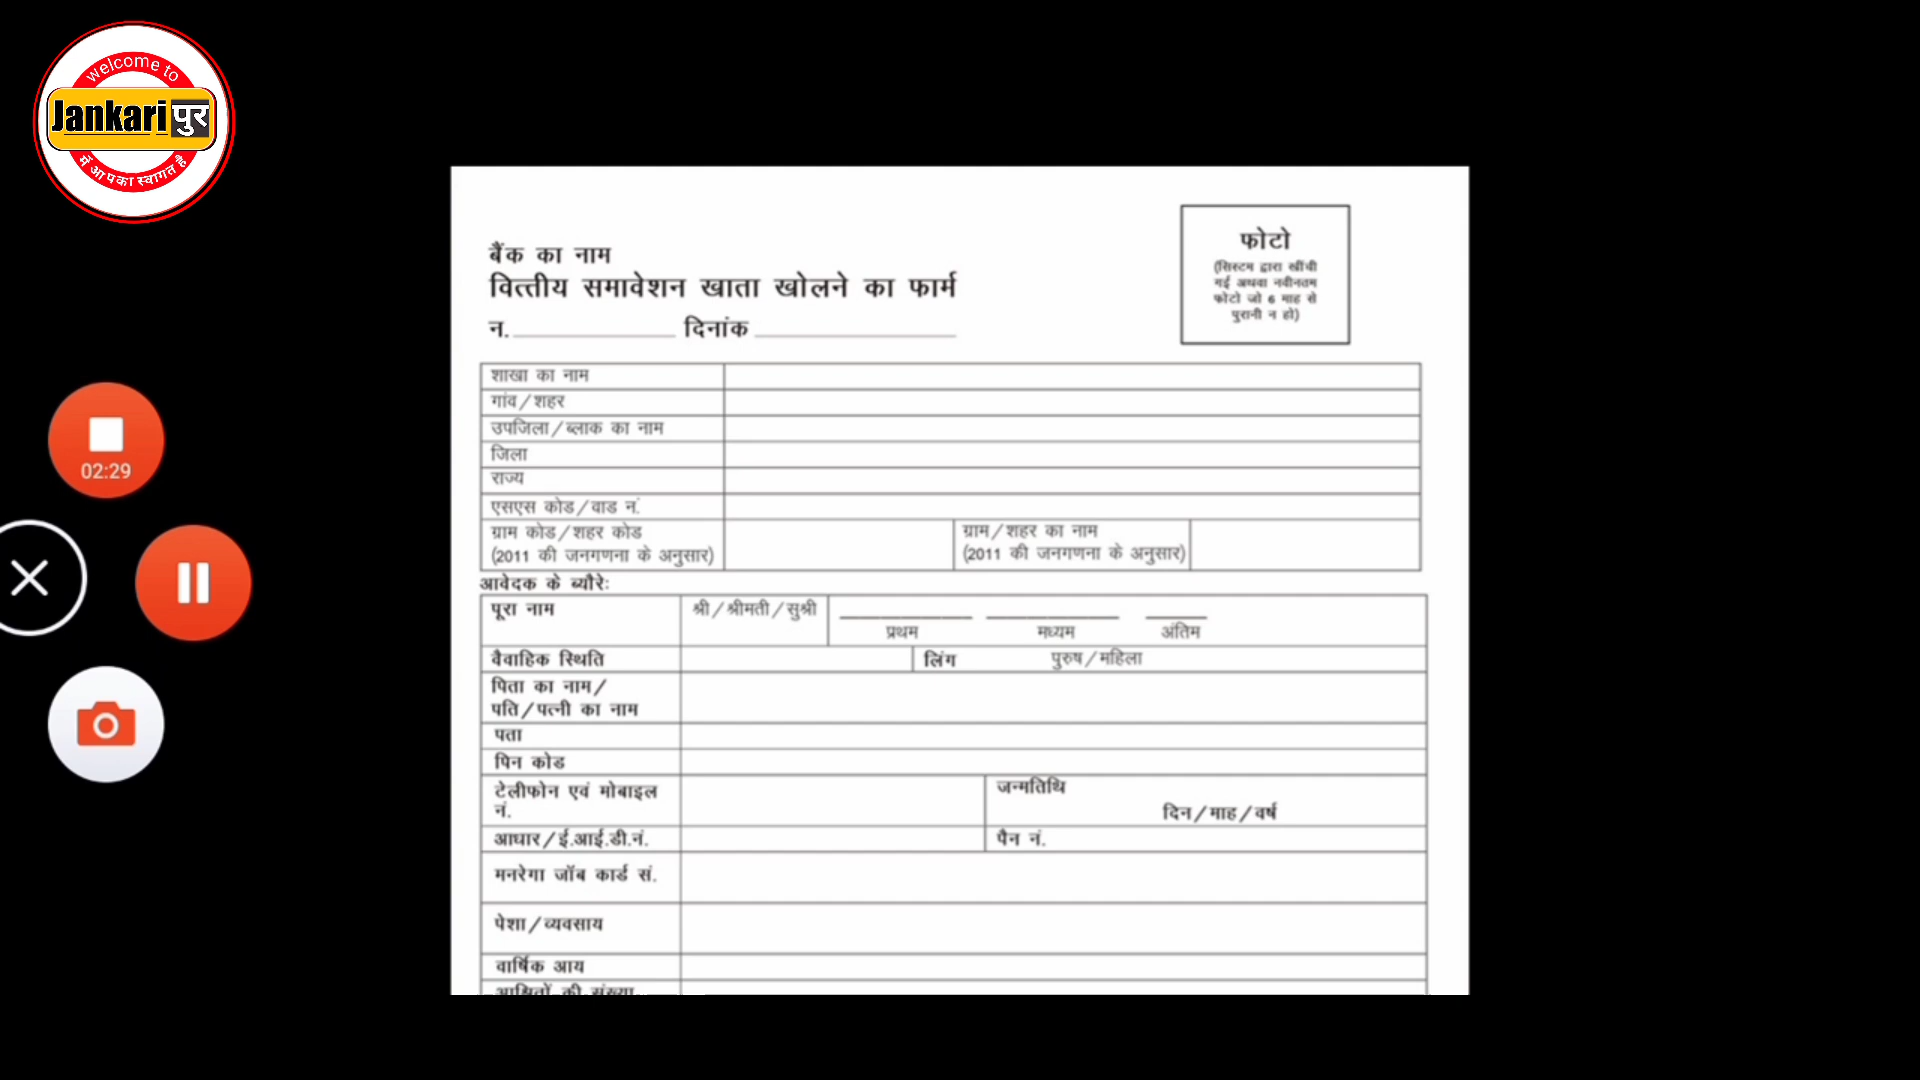 welcome to
Jankari पुर
में आपका स्वागत है
02:29
बैंक का नाम
वित्तीय समावेशन खाता खोलने का फार्म
न. दिनांक
फोटो
(सिस्टम द्वारा खींची
गई अथवा नवीनतम
फोटो जो 6 माह से
पुरानी न हो)
शाखा का नाम
गांव/शहर
उपजिला/ब्लाक का नाम
जिला
राज्य
एसएस कोड/वाड नं.
ग्राम कोड/शहर कोड
(2011 की जनगणना के अनुसार)
ग्राम/शहर का नाम
(2011 की जनगणना के अनुसार)
आवेदक के ब्यौरे:
पूरा नाम
श्री/श्रीमती/सुश्री
प्रथम मध्यम अंतिम
वैवाहिक स्थिति लिंग पुरुष/महिला
पिता का नाम/
पति/पत्नी का नाम
पता
पिन कोड
टेलीफोन एवं मोबाइल
नं.
जन्मतिथि
दिन/माह/वर्ष
आधार/ई.आई.डी.नं. पैन नं.
मनरेगा जॉब कार्ड सं.
पेशा/व्यवसाय
वार्षिक आय
आश्रितों की संख्या